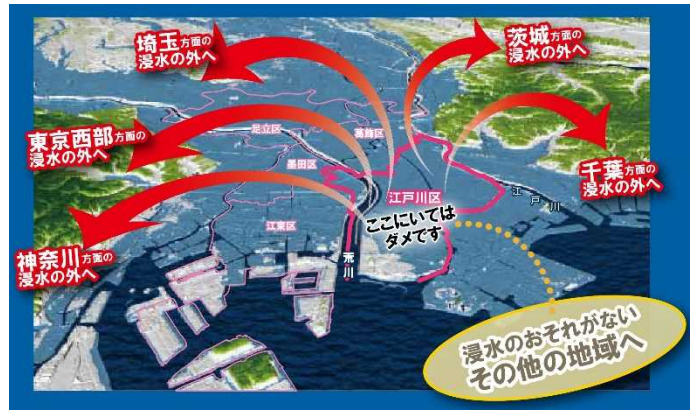 埼玉方面の
浸水の外へ
茨城方面の
浸水の外へ
東京西部方面の
浸水の外へ
千葉方面の
浸水の外へ
神奈川方面の
浸水の外へ
足立区
葛飾区
墨田区
江戸川区
江東区
ここにいては
ダメです
荒川
江戸川
浸水のおそれがない
その他の地域へ